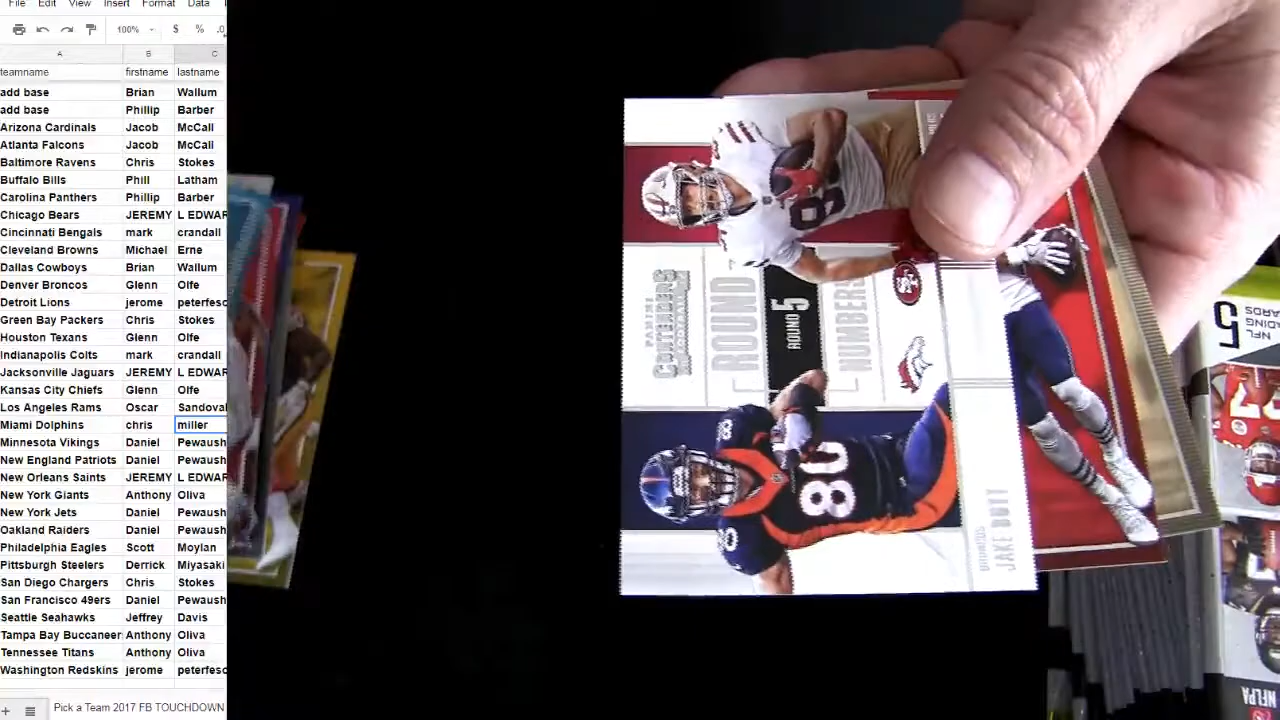 File Edit View Insert Format Data
100% $ % .0
A B C
teamname firstname lastname
add base Brian Wallum
add base Phillip Barber
Arizona Cardinals Jacob McCall
Atlanta Falcons Jacob McCall
Baltimore Ravens Chris Stokes
Buffalo Bills Phill Latham
Carolina Panthers Phillip Barber
Chicago Bears JEREMY L EDWAR
Cincinnati Bengals mark crandall
Cleveland Browns Michael Erne
Dallas Cowboys Brian Wallum
Denver Broncos Glenn Olfe
Detroit Lions jerome peterfeso
Green Bay Packers Chris Stokes
Houston Texans Glenn Olfe
Indianapolis Colts mark crandall
Jacksonville Jaguars JEREMY L EDWAR
Kansas City Chiefs Glenn Olfe
Los Angeles Rams Oscar Sandoval
Miami Dolphins chris miller
Minnesota Vikings Daniel Pewaush
New England Patriots Daniel Pewaush
New Orleans Saints JEREMY L EDWAR
New York Giants Anthony Oliva
New York Jets Daniel Pewaush
Oakland Raiders Daniel Pewaush
Philadelphia Eagles Scott Moylan
Pittsburgh Steelers Jack
San Diego Chargers Chris Stokes
San Francisco 49ers Daniel Pewaush
Seattle Seahawks Jeffrey Davis
Tampa Bay Buccaneer Anthony Oliva
Tennessee Titans Anthony Oliva
Washington Redskins jerome peterfeso
Pick a Team 2017 FB TOUCHDOWN
PANINI
CONTENDERS
ROUND
ROUND 5
NUMBERS
80
BRONCOS
JAKE BUTT
5
NFLPA